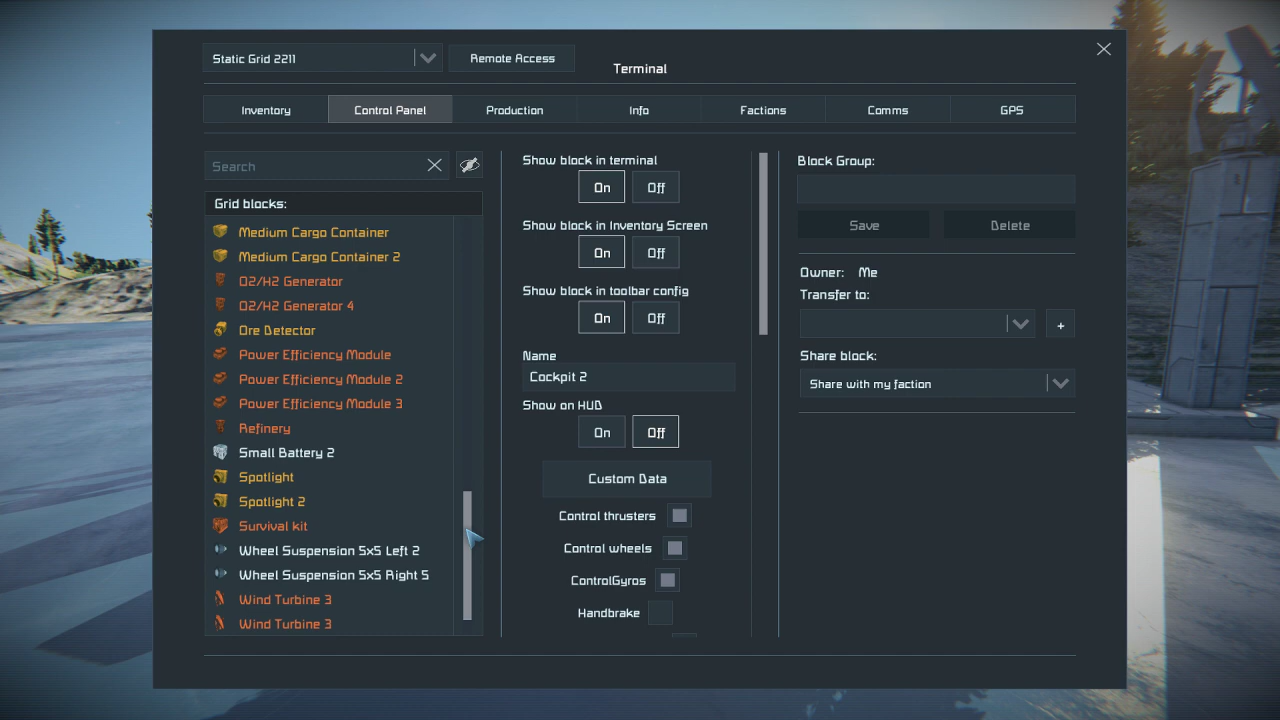 Static Grid 2211
Remote Access
Terminal
Inventory
Control Panel
Production
Info
Factions
Comms
GPS
Search
Grid blocks:
Medium Cargo Container
Medium Cargo Container 2
O2/H2 Generator
O2/H2 Generator 4
Ore Detector
Power Efficiency Module
Power Efficiency Module 2
Power Efficiency Module 3
Refinery
Small Battery 2
Spotlight
Spotlight 2
Survival kit
Wheel Suspension 5x5 Left 2
Wheel Suspension 5x5 Right 5
Wind Turbine 3
Wind Turbine 3
Show block in terminal
On Off
Show block in Inventory Screen
On Off
Show block in toolbar config
On Off
Name
Cockpit 2
Show on HUD
On Off
Custom Data
Control thrusters
Control wheels
ControlGyros
Handbrake
Block Group:
Save Delete
Owner: Me
Transfer to:
+
Share block:
Share with my faction